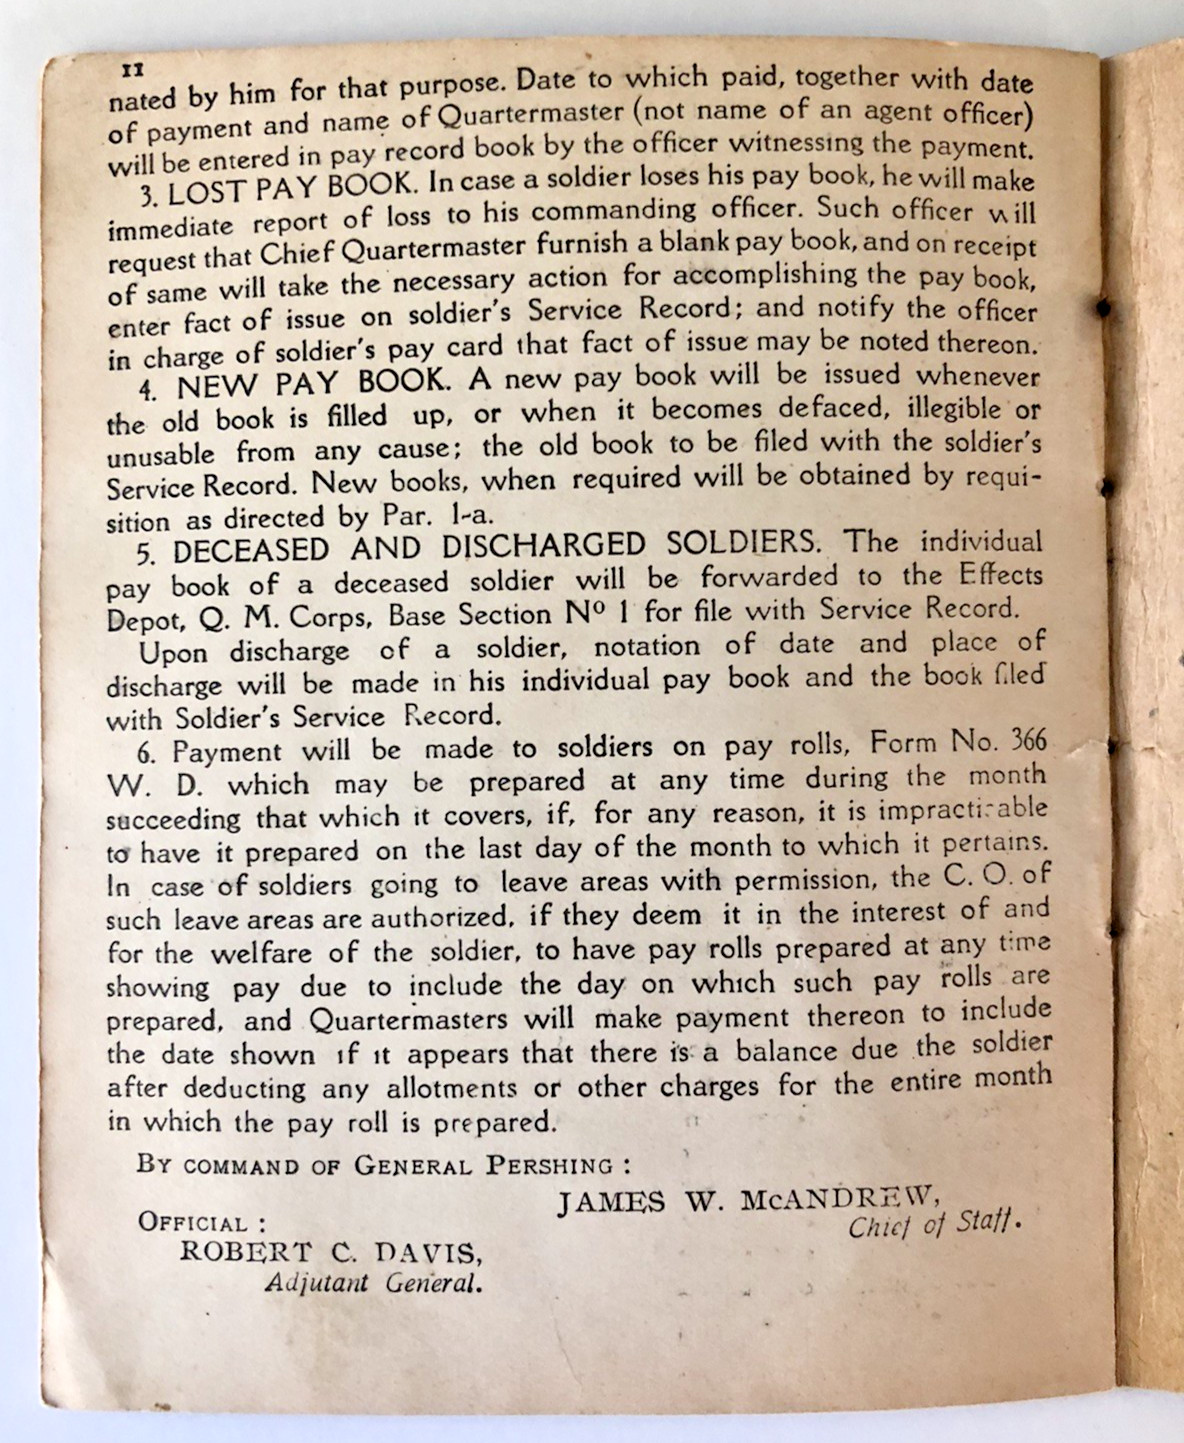 11
nated by him for that purpose. Date to which paid, together with date
of payment and name of Quartermaster (not name of an agent officer)
will be entered in pay record book by the officer witnessing the payment.
3. LOST PAY BOOK. In case a soldier loses his pay book, he will make
immediate report of loss to his commanding officer. Such officer will
request that Chief Quartermaster furnish a blank pay book, and on receipt
of same will take the necessary action for accomplishing the pay book,
enter fact of issue on soldier's Service Record; and notify the officer
in charge of soldier's pay card that fact of issue may be noted thereon.
4. NEW PAY BOOK. A new pay book will be issued whenever
the old book is filled up, or when it becomes defaced, illegible or
unusable from any cause; the old book to be filed with the soldier's
Service Record. New books, when required will be obtained by requi-
sition as directed by Par. 1-a.
5. DECEASED AND DISCHARGED SOLDIERS. The individual
pay book of a deceased soldier will be forwarded to the Effects
Depot, Q. M. Corps, Base Section Nº 1 for file with Service Record.
Upon discharge of a soldier, notation of date and place of
discharge will be made in his individual pay book and the book filed
with Soldier's Service Record.
6. Payment will be made to soldiers on pay rolls, Form No. 366
W. D. which may be prepared at any time during the month
succeeding that which it covers, if, for any reason, it is impracticable
to have it prepared on the last day of the month to which it pertains.
In case of soldiers going to leave areas with permission, the C. O. of
such leave areas are authorized, if they deem it in the interest of and
for the welfare of the soldier, to have pay rolls prepared at any time
showing pay due to include the day on which such pay rolls are
prepared, and Quartermasters will make payment thereon to include
the date shown if it appears that there is a balance due the soldier
after deducting any allotments or other charges for the entire month
in which the pay roll is prepared.
BY COMMAND OF GENERAL PERSHING :
JAMES W. McANDREW,
Chief of Staff.
OFFICIAL :
ROBERT C. DAVIS,
Adjutant General.